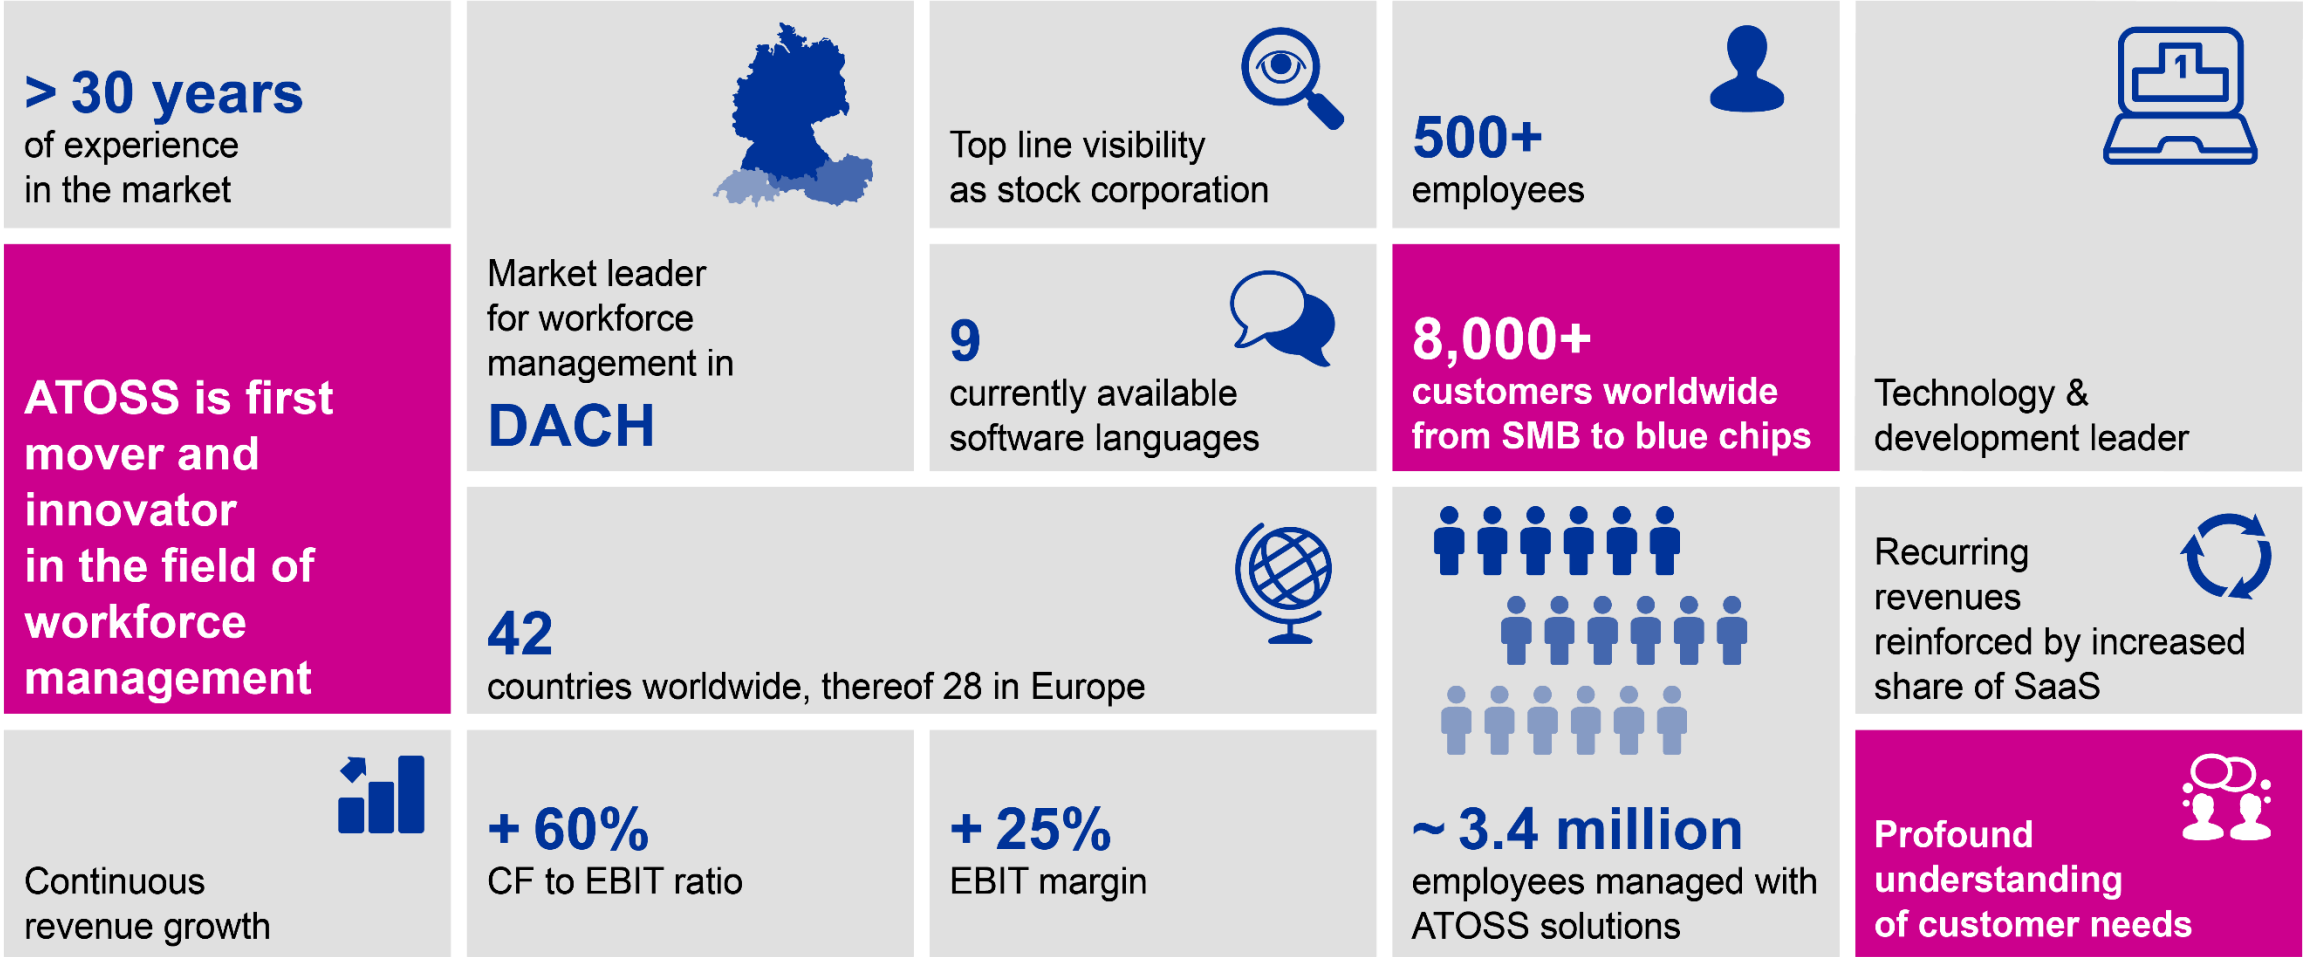 > 30 years
of experience
in the market
Market leader
for workforce
management in
DACH
Top line visibility
as stock corporation
500+
employees
1
Technology &
development leader
ATOSS is first
mover and
innovator
in the field of
workforce
management
9
currently available
software languages
8,000+
customers worldwide
from SMB to blue chips
42
countries worldwide, thereof 28 in Europe
~ 3.4 million
employees managed with
ATOSS solutions
Recurring
revenues
reinforced by increased
share of SaaS
Continuous
revenue growth
+ 60%
CF to EBIT ratio
+ 25%
EBIT margin
Profound
understanding
of customer needs